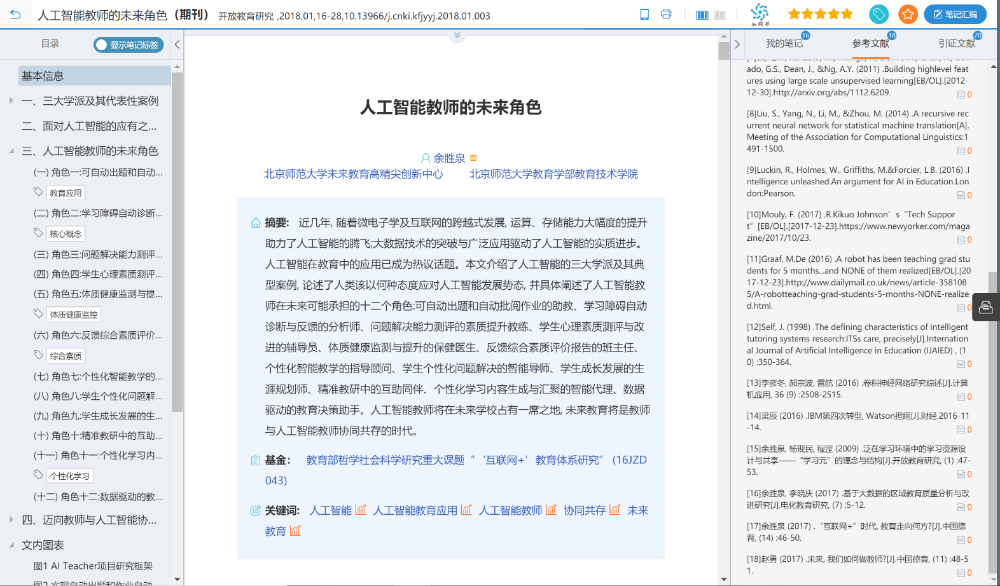 人工智能教师的未来角色（期刊） 开放教育研究 ,2018,01,16-28,10.13966/j.cnki.kfjyyj.2018.01.003
知网节
笔记汇编
目录
显示笔记标签
基本信息
一、三大学派及其代表性案例
二、面对人工智能的应有之...
三、人工智能教师的未来角色
(一) 角色一:可自动出题和自动...
教育应用
(二) 角色二:学习障碍自动诊断...
核心概念
(三) 角色三:问题解决能力测评...
(四) 角色四:学生心理素质测评...
(五) 角色五:体质健康监测与提...
体质健康监控
(六) 角色六:反馈综合素质评价...
综合素质
(七) 角色七:个性化智能教学的...
(八) 角色八:学生个性化问题解...
(九) 角色九:学生成长发展的生...
(十) 角色十:精准教研中的互助...
(十一) 角色十一:个性化学习内...
个性化学习
(十二) 角色十二:数据驱动的教...
四、迈向教师与人工智能协...
文内图表
图1 AI Teacher项目研究框架
图2 实现自动出题和作业自动
人工智能教师的未来角色
余胜泉
北京师范大学未来教育高精尖创新中心 北京师范大学教育学部教育技术学院
摘要: 近几年, 随着微电子学及互联网的跨越式发展, 运算、存储能力大幅度的提升
助力了人工智能的腾飞;大数据技术的突破与广泛应用驱动了人工智能的实质进步。
人工智能在教育中的应用已成为热议话题。本文介绍了人工智能的三大学派及其典
型案例, 论述了人类该以何种态度应对人工智能发展势态, 并具体阐述了人工智能教
师在未来可能承担的十二个角色:可自动出题和自动批阅作业的助教、学习障碍自动
诊断与反馈的分析师、问题解决能力测评的素质提升教练、学生心理素质测评与改
进的辅导员、体质健康监测与提升的保健医生、反馈综合素质评价报告的班主任、
个性化智能教学的指导顾问、学生个性化问题解决的智能导师、学生成长发展的生
涯规划师、精准教研中的互助同伴、个性化学习内容生成与汇聚的智能代理、数据
驱动的教育决策助手。人工智能教师将在未来学校占有一席之地, 未来教育将是教师
与人工智能教师协同共存的时代。
基金: 教育部哲学社会科学研究重大课题“‘互联网+’教育体系研究” (16JZD
043)
关键词: 人工智能 人工智能教育应用 人工智能教师 协同共存 未来
教育
我的笔记 16 参考文献 18 引证文献 70
ado, G.S., Dean, J., &Ng, A.Y. (2011) .Building highlevel feat
ures using large scale unsupervised learning[EB/OL].[2012-
12-30].http://arxiv.org/abs/1112.6209.
0
[8]Liu, S., Yang, N., Li, M., &Zhou, M. (2014) .A recursive rec
urrent neural network for statistical machine translation[A].
Meeting of the Association for Computational Linguistics:1
491-1500.
0
[9]Luckin, R., Holmes, W., Griffiths, M.&Forcier, L.B. (2016) .I
ntelligence unleashed.An argument for AI in Education.Lon
don:Pearson.
0
[10]Mouly, F. (2017) .R.Kikuo Johnson’s “Tech Suppor
t” [EB/OL].[2017-12-23].https://www.newyorker.com/maga
zine/2017/10/23.
0
[11]Graaf, M.De (2016) .A robot has been teaching grad stu
dents for 5 months...and NONE of them realized[EB/OL].[20
17-12-23].http://www.dailymail.co.uk/news/article-358108
5/A-robotteaching-grad-students-5-months-NONE-realize
d.html.
0
[12]Self, J. (1998) .The defining characteristics of intelligent
tutoring systems research:ITSs care, precisely[J].Internation
al Journal of Artificial Intelligence in Education (IJAIED) , (1
0) :350-364.
0
[13]李彦冬, 郝宗波, 雷航 (2016) .卷积神经网络研究综述[J].计算
机应用, 36 (9) :2508-2515.
0
[14]梁辰 (2016) .IBM第四次转型, Watson担纲[J].财经.2016-11
-14.
0
[15]余胜泉, 杨现民, 程罡 (2009) .泛在学习环境中的学习资源设
计与共享——“学习元”的理念与结构[J].开放教育研究, (1) :47-
53.
0
[16]余胜泉, 李晓庆 (2017) .基于大数据的区域教育质量分析与改
进研究[J].电化教育研究, (7) :5-12.
0
[17]余胜泉 (2017) .“互联网+”时代, 教育走向何方?[J].中国德
育, (14) :46-50.
0
[18]赵勇 (2017) .未来, 我们如何做教师?[J].中国德育, (11) :48-5
1.
0